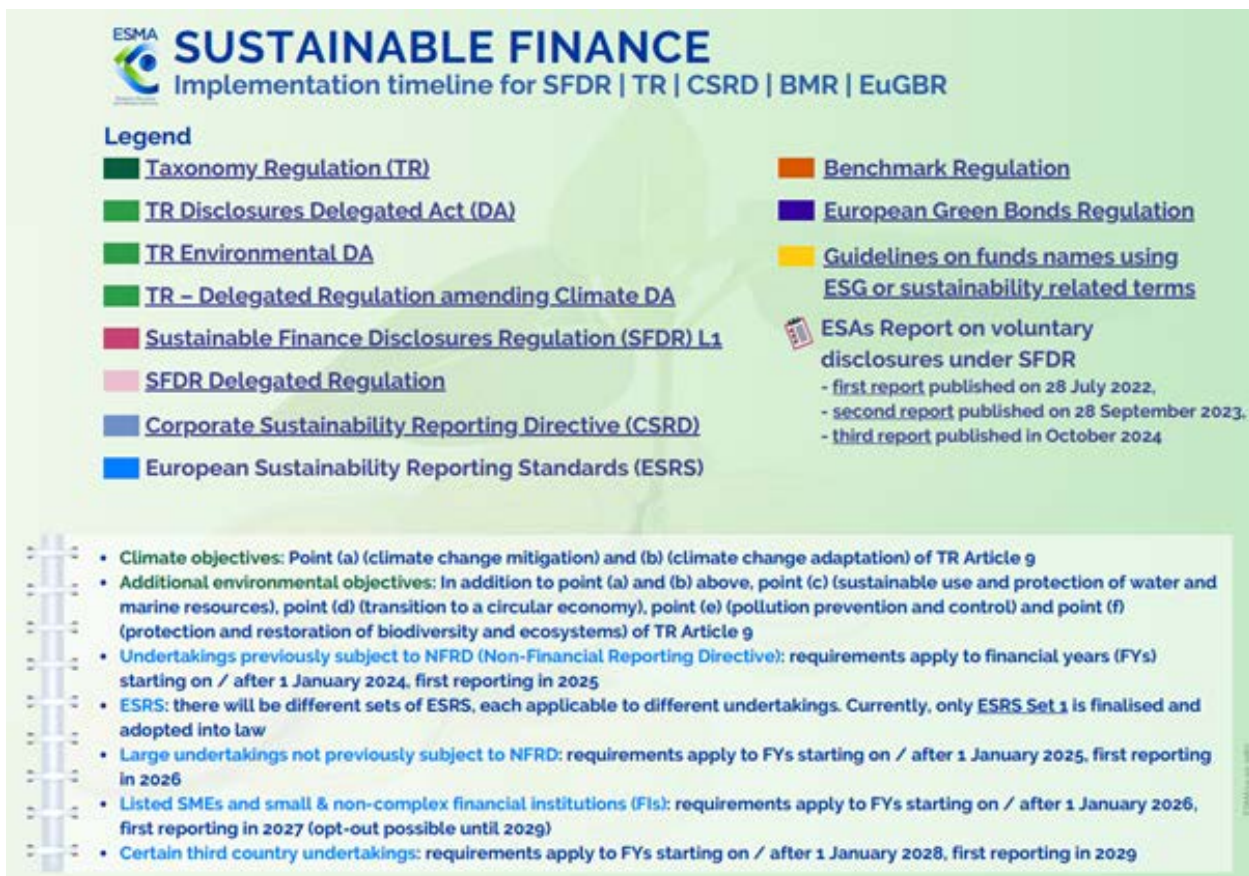 ESMA
SUSTAINABLE FINANCE
Implementation timeline for SFDR | TR | CSRD | BMR | EuGBR
Legend
Taxonomy Regulation (TR)
TR Disclosures Delegated Act (DA)
TR Environmental DA
TR – Delegated Regulation amending Climate DA
Sustainable Finance Disclosures Regulation (SFDR) L1
SFDR Delegated Regulation
Corporate Sustainability Reporting Directive (CSRD)
European Sustainability Reporting Standards (ESRS)
Benchmark Regulation
European Green Bonds Regulation
Guidelines on funds names using
ESG or sustainability related terms
ESAs Report on voluntary
disclosures under SFDR
- first report published on 28 July 2022,
- second report published on 28 September 2023,
- third report published in October 2024
• Climate objectives: Point (a) (climate change mitigation) and (b) (climate change adaptation) of TR Article 9
• Additional environmental objectives: In addition to point (a) and (b) above, point (c) (sustainable use and protection of water and
marine resources), point (d) (transition to a circular economy), point (e) (pollution prevention and control) and point (f)
(protection and restoration of biodiversity and ecosystems) of TR Article 9
• Undertakings previously subject to NFRD (Non-Financial Reporting Directive): requirements apply to financial years (FYs)
starting on / after 1 January 2024, first reporting in 2025
• ESRS: there will be different sets of ESRS, each applicable to different undertakings. Currently, only ESRS Set 1 is finalised and
adopted into law
• Large undertakings not previously subject to NFRD: requirements apply to FYs starting on / after 1 January 2025, first reporting
in 2026
• Listed SMEs and small & non-complex financial institutions (FIs): requirements apply to FYs starting on / after 1 January 2026,
first reporting in 2027 (opt-out possible until 2029)
• Certain third country undertakings: requirements apply to FYs starting on / after 1 January 2028, first reporting in 2029